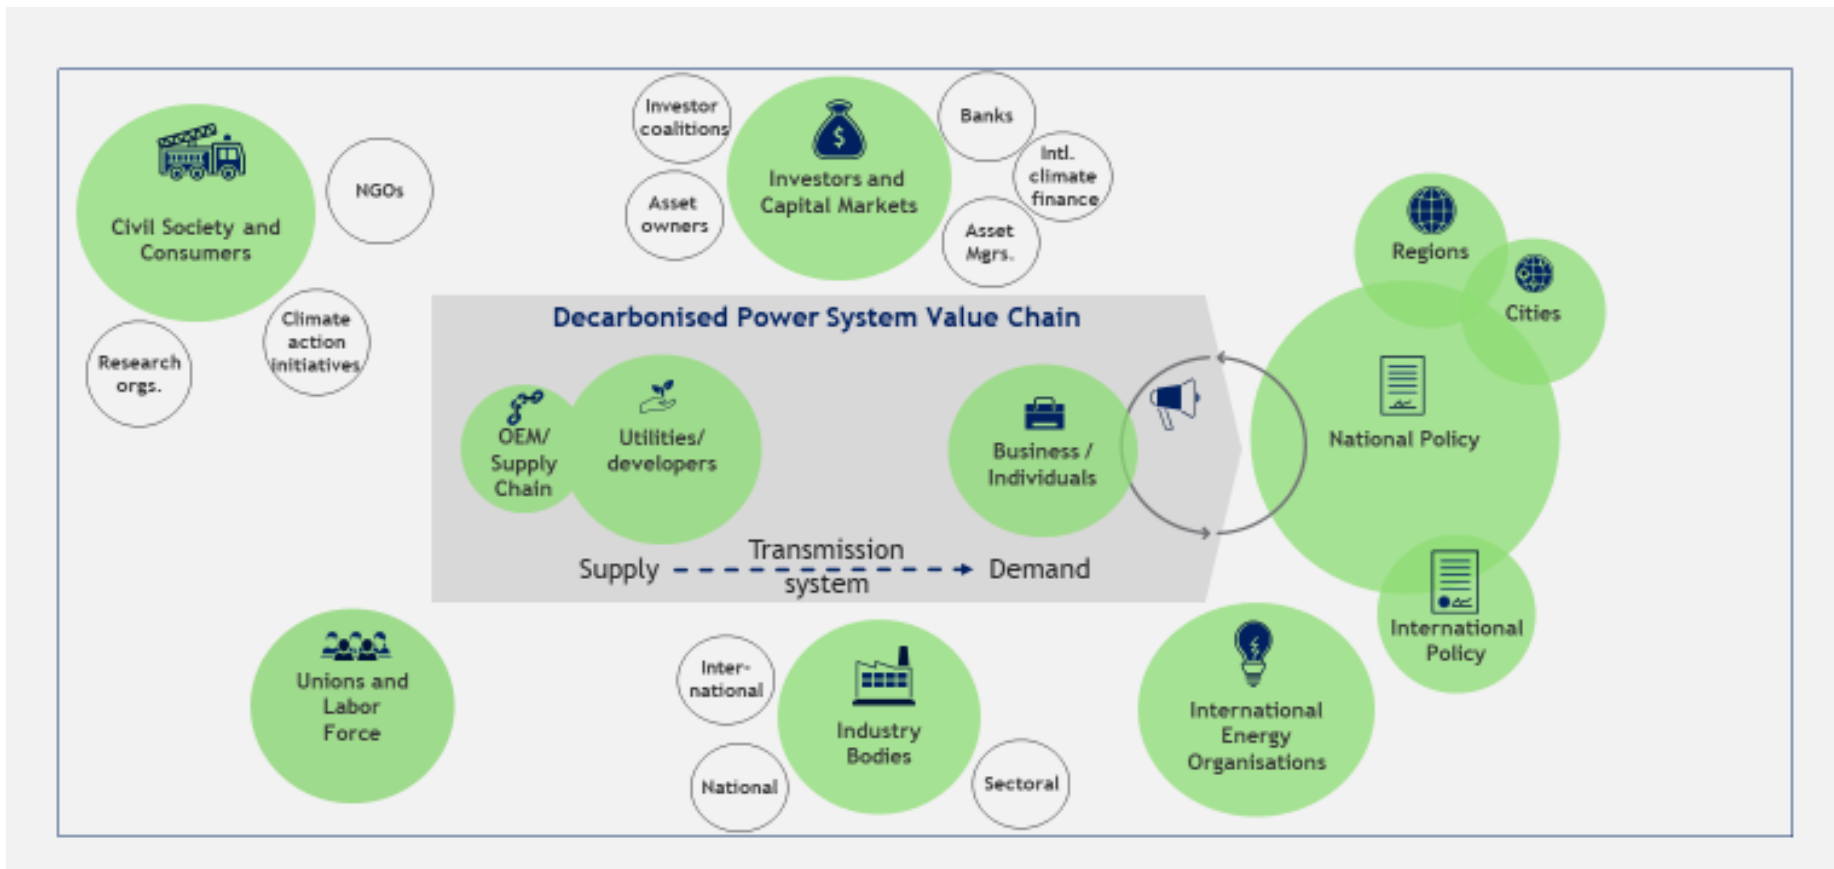 Civil Society and
Consumers
NGOs
Climate
action
initiatives
Research
orgs.
Investor
coalitions
Asset
owners
$
Investors and
Capital Markets
Banks
Intl.
climate
finance
Asset
Mgrs.
Regions
Cities
National Policy
International
Policy
Decarbonised Power System Value Chain
OEM/
Supply
Chain
Utilities/
developers
Business /
Individuals
Supply
Transmission
system
Demand
Unions and
Labor
Force
Inter-
national
National
Industry
Bodies
Sectoral
International
Energy
Organisations